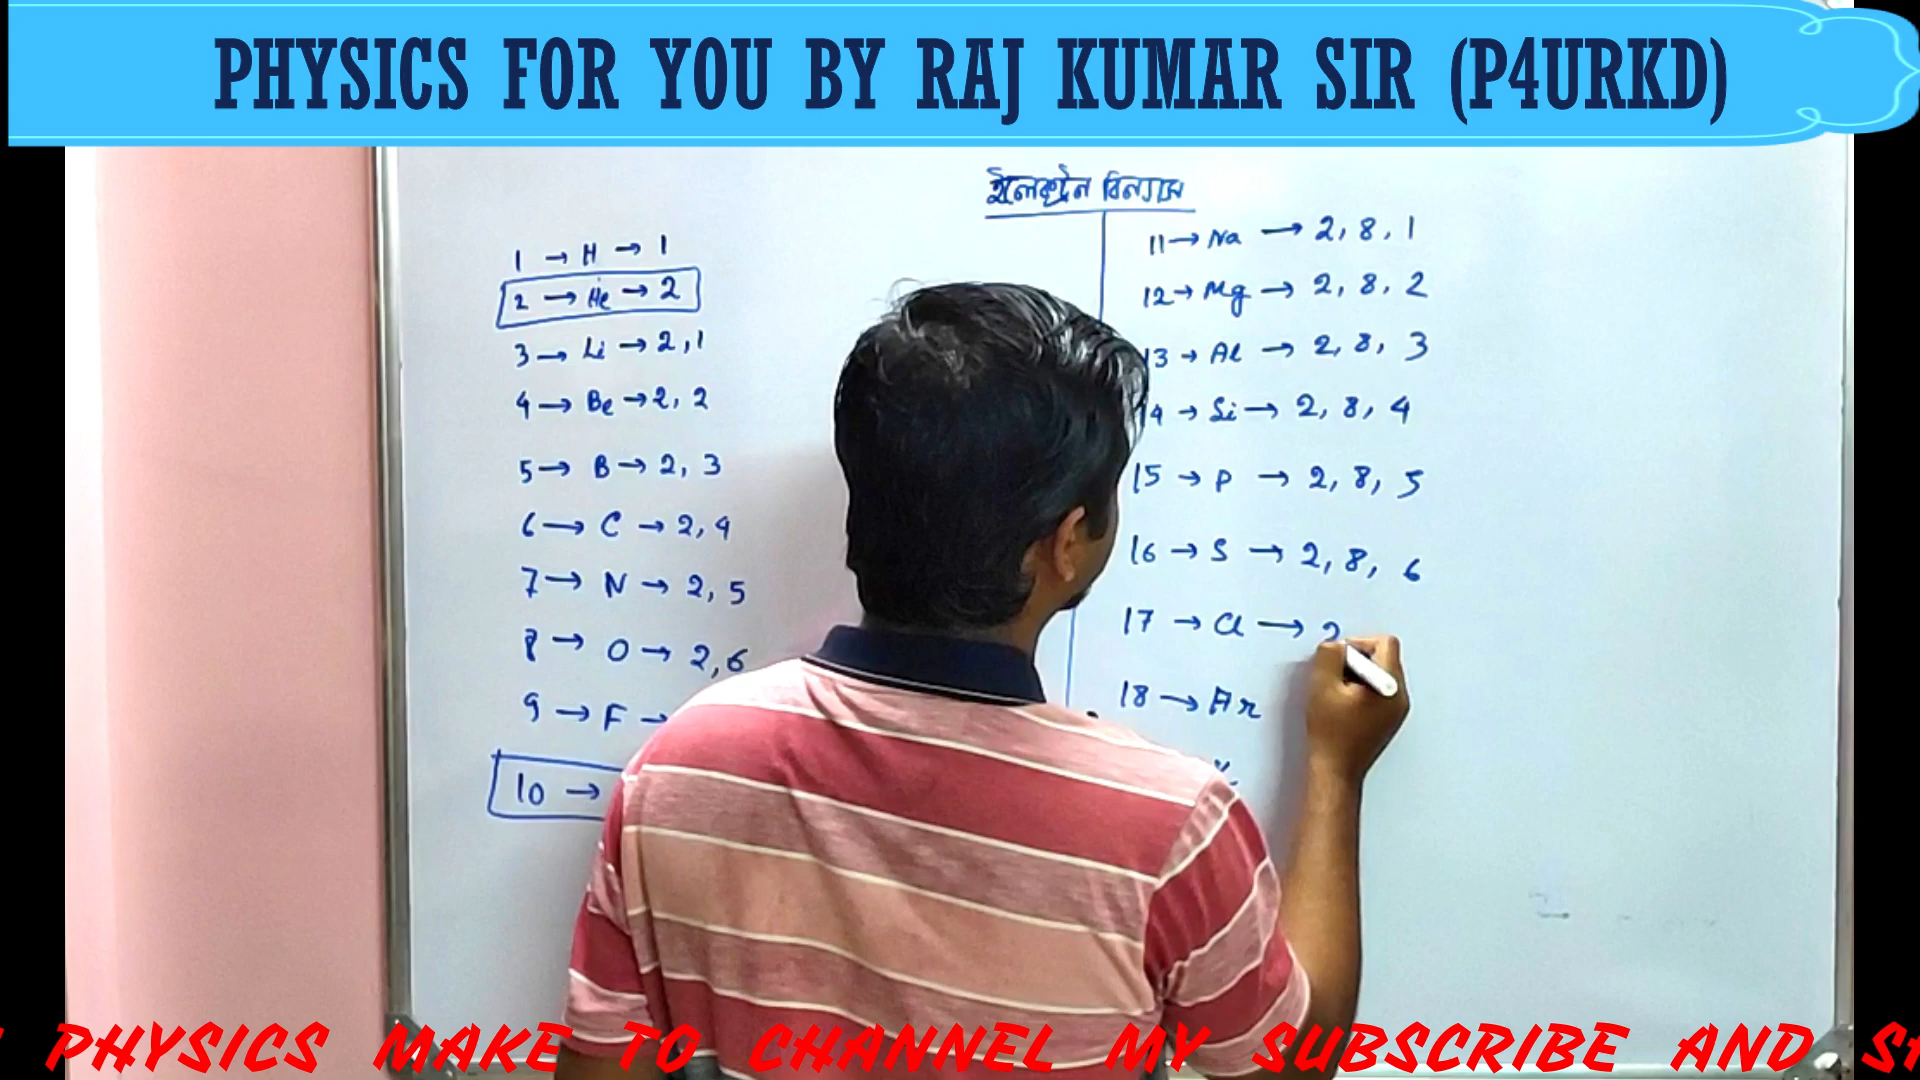 PHYSICS FOR YOU BY RAJ KUMAR SIR (P4URKD)
ইলেকট্রন বিন্যাস
1 → H → 1
2 → He → 2
3 → Li → 2,1
4 → Be → 2, 2
5 → B → 2, 3
6 → C → 2, 4
7 → N → 2, 5
8 → O → 2,6
9 → F →
10 →
11 → Na → 2, 8, 1
12 → Mg → 2, 8, 2
13 → Al → 2, 8, 3
14 → Si → 2, 8, 4
15 → P → 2, 8, 5
16 → S → 2, 8, 6
17 → Cl → 2
18 → Ar
PHYSICS MAKE TO CHANNEL MY SUBSCRIBE AND